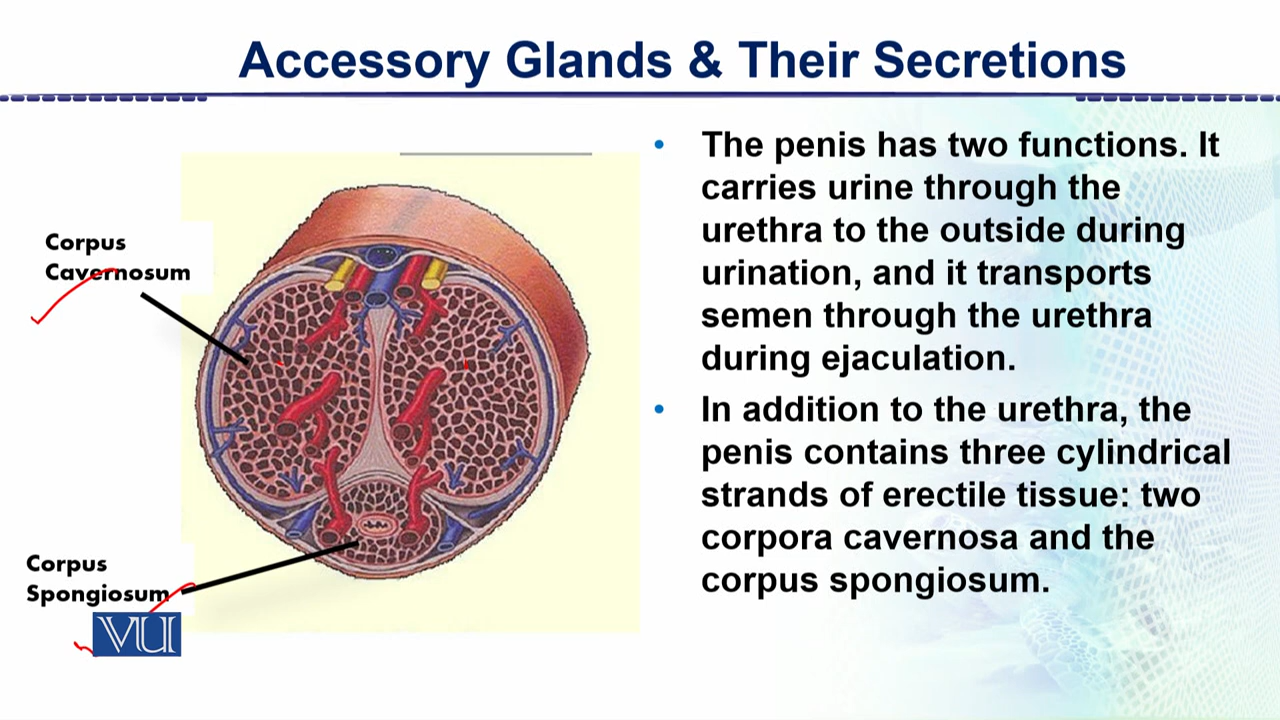 Accessory Glands & Their Secretions
Corpus
Cavernosum
Corpus
Spongiosum
VU
• The penis has two functions. It
carries urine through the
urethra to the outside during
urination, and it transports
semen through the urethra
during ejaculation.
• In addition to the urethra, the
penis contains three cylindrical
strands of erectile tissue: two
corpora cavernosa and the
corpus spongiosum.